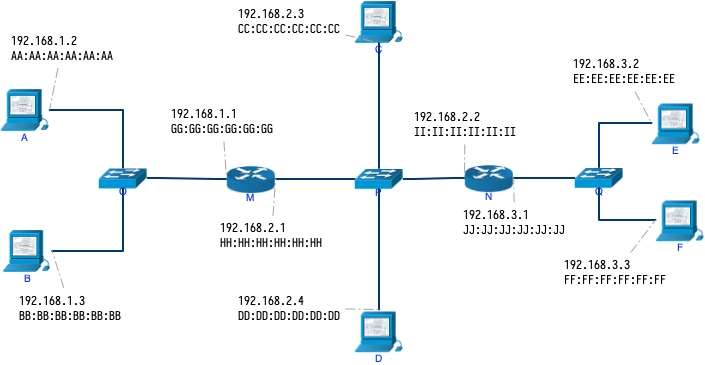 192.168.2.3
CC:CC:CC:CC:CC:CC
C
192.168.1.2
AA:AA:AA:AA:AA:AA
A
192.168.3.2
EE:EE:EE:EE:EE:EE
E
192.168.1.1
GG:GG:GG:GG:GG:GG
192.168.2.2
II:II:II:II:II:II
O
M
P
N
Q
192.168.2.1
HH:HH:HH:HH:HH:HH
192.168.3.1
JJ:JJ:JJ:JJ:JJ:JJ
B
F
192.168.1.3
BB:BB:BB:BB:BB:BB
192.168.2.4
DD:DD:DD:DD:DD:DD
D
192.168.3.3
FF:FF:FF:FF:FF:FF